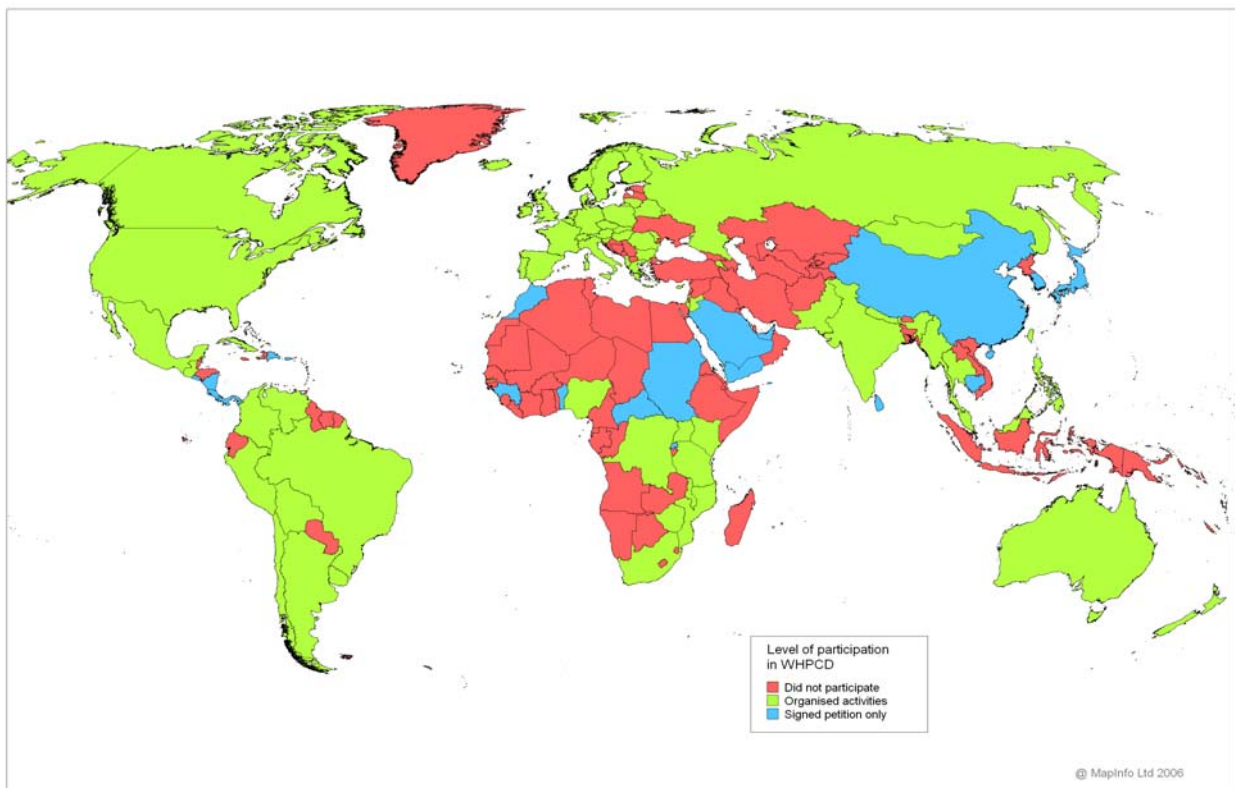 Level of participation
in WHPCD
Did not participate
Organised activities
Signed petition only
@ MapInfo Ltd 2006